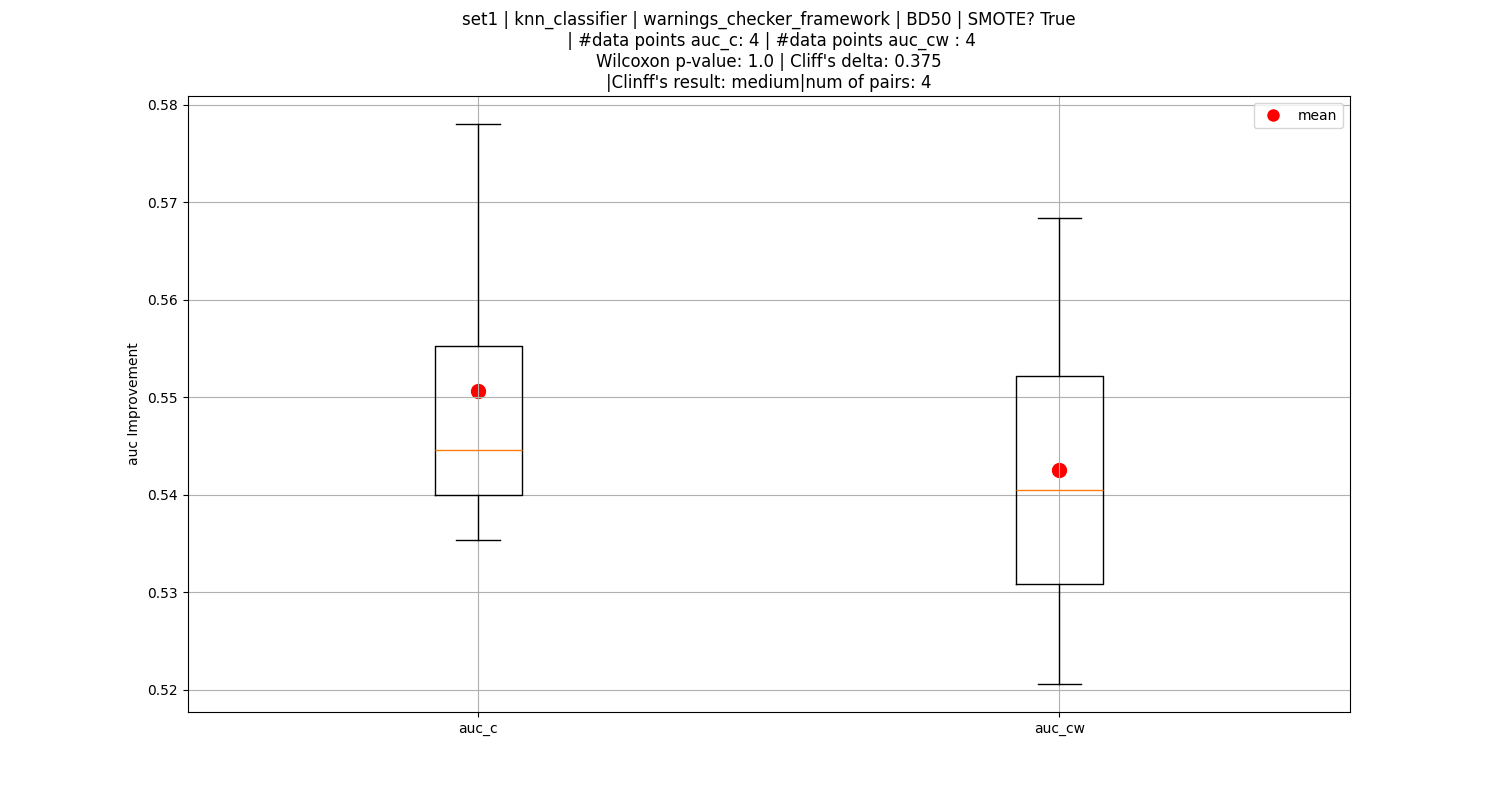 set1 | knn_classifier | warnings_checker_framework | BD50 | SMOTE? True
| #data points auc_c: 4 | #data points auc_cw : 4
Wilcoxon p-value: 1.0 | Cliff's delta: 0.375
|Clinff's result: medium|num of pairs: 4
mean
0.58
0.57
0.56
0.55
0.54
0.53
0.52
auc Improvement
auc_c
auc_cw